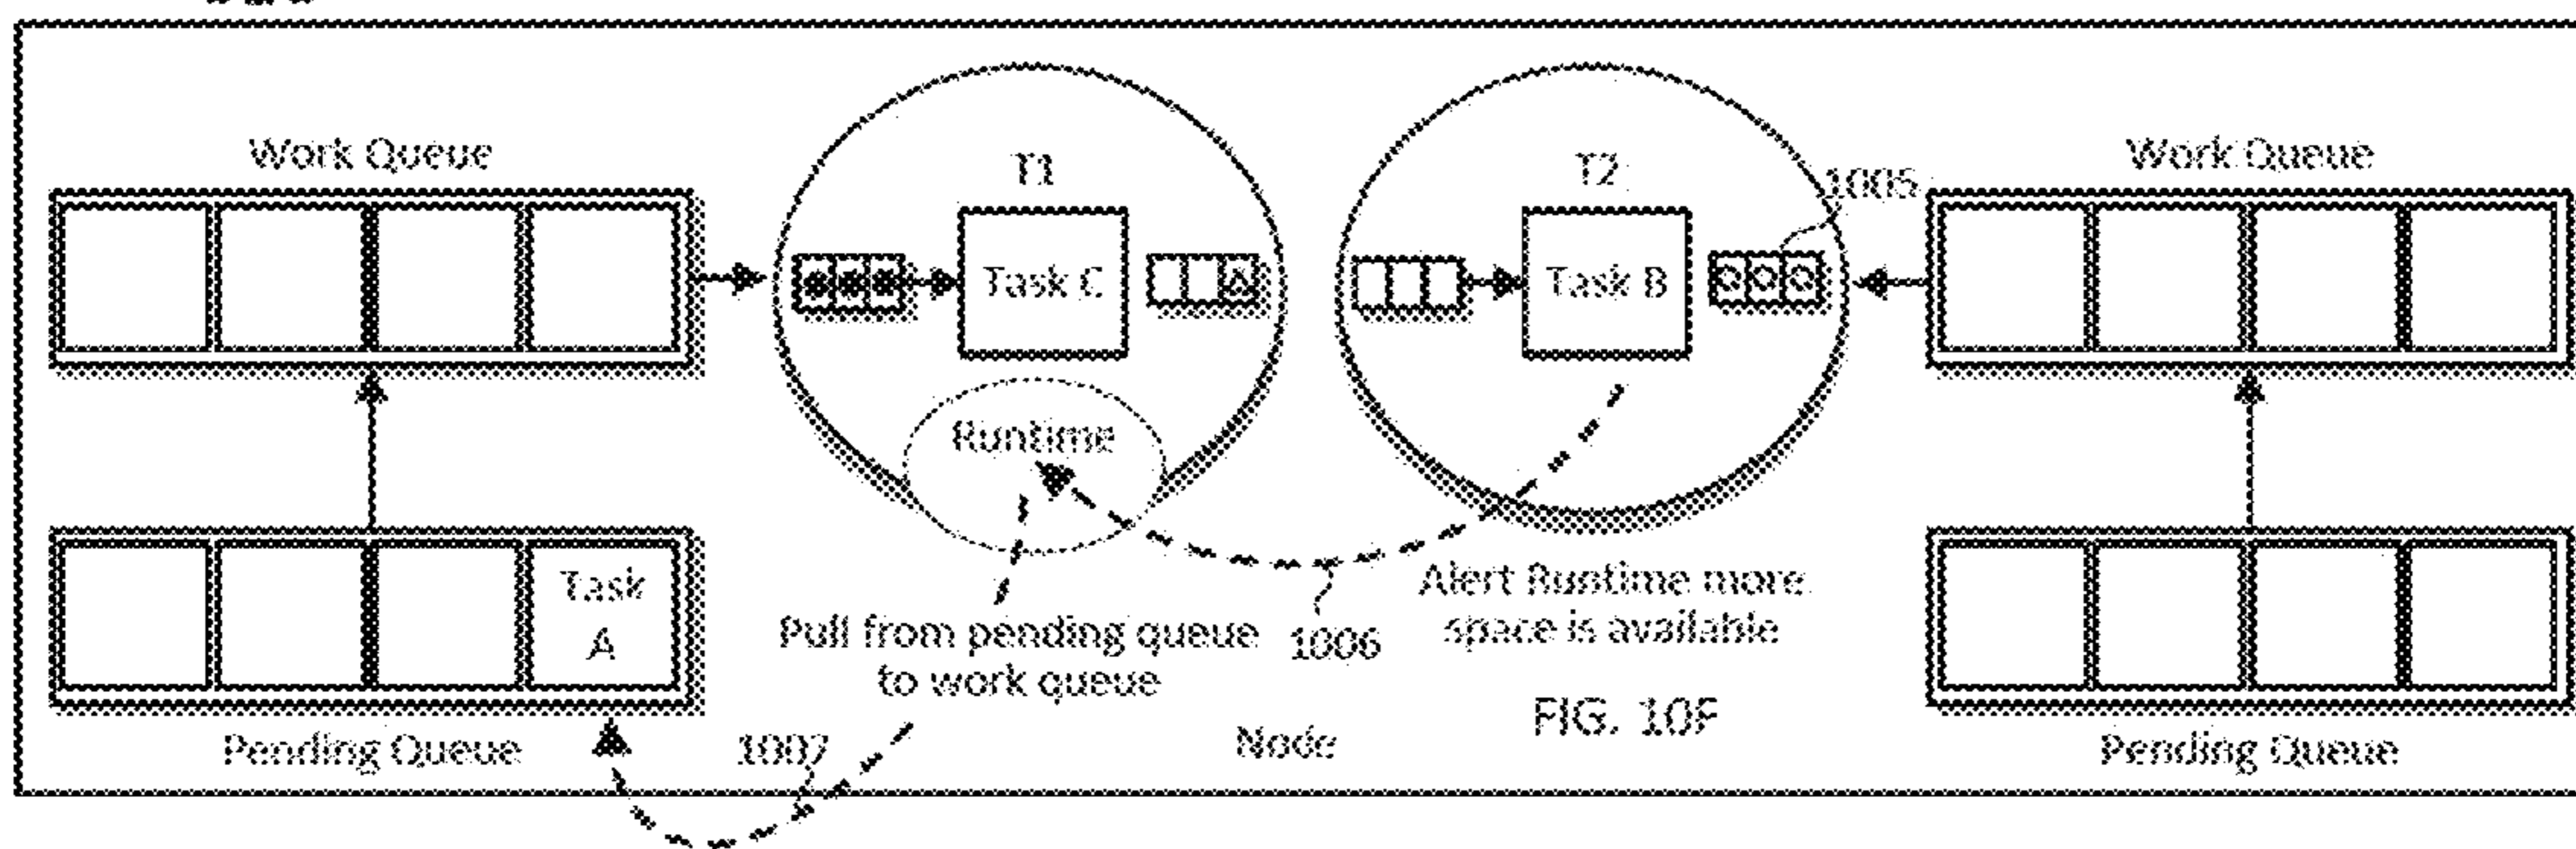 Work Queue
T1
T2
1005
Work Queue
Task C
Task B
Runtime
Task
A
Pull from pending queue
to work queue
1006
Alert Runtime more
space is available
FIG. 10F
Pending Queue
1007
Node
Pending Queue